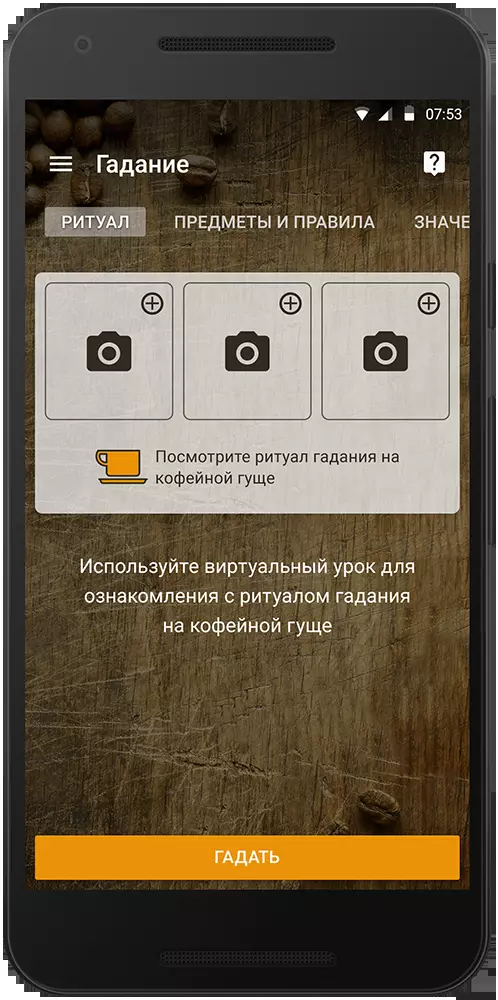 07:53
Гадание
РИТУАЛ ПРЕДМЕТЫ И ПРАВИЛА ЗНАЧЕ
Посмотрите ритуал гадания на
кофейной гуще
Используйте виртуальный урок для
ознакомления с ритуалом гадания
на кофейной гуще
ГАДАТЬ